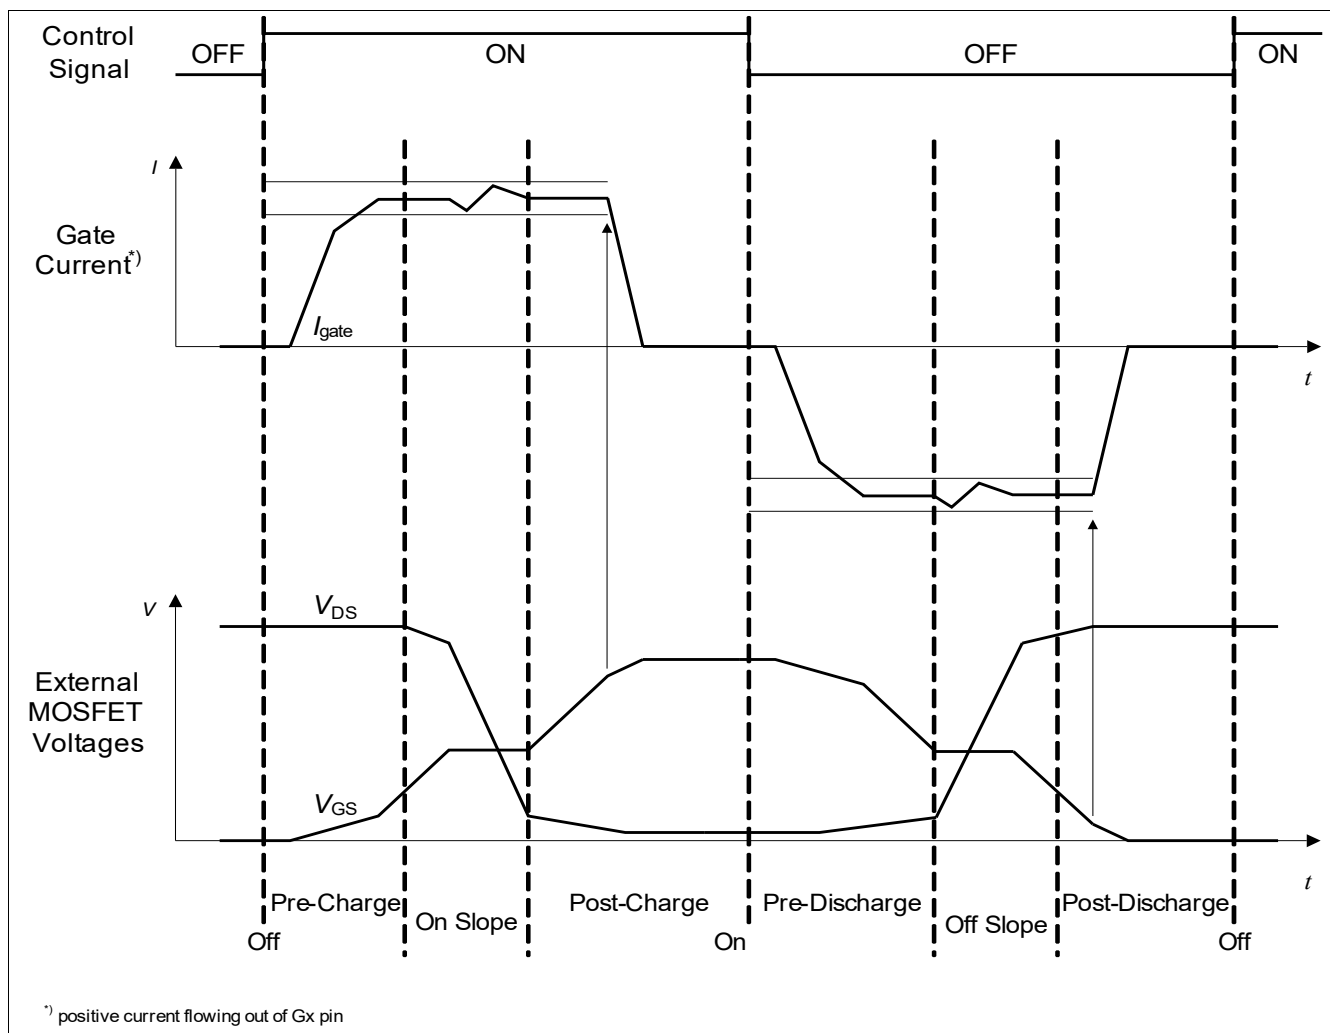 Control
Signal
OFF
ON
OFF
ON
I
Gate
Current*)
Igate
t
V
VDS
External
MOSFET
Voltages
VGS
t
Pre-Charge
On Slope
Post-Charge
Pre-Discharge
Off Slope
Post-Discharge
Off
On
Off
*) positive current flowing out of Gx pin